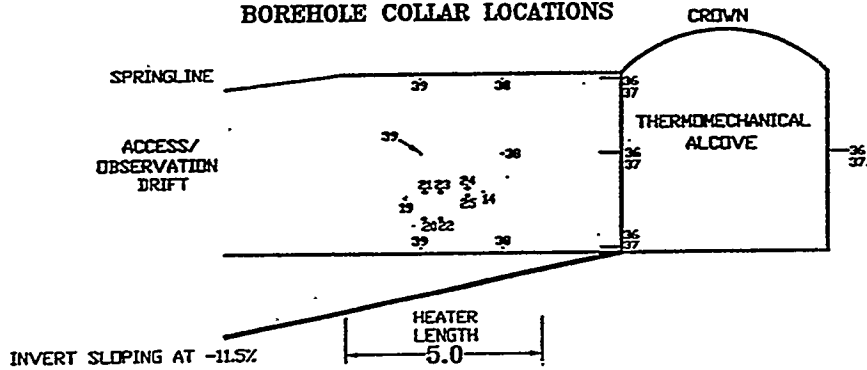 BOREHOLE COLLAR LOCATIONS
CROWN
SPRINGLINE
39
38
36
37
THERMOMECHANICAL
ALCOVE
ACCESS/
OBSERVATION
DRIFT
39
38
36
37
36
37
21 23 24
19
25 14
20 22
39
38
36
37
HEATER
LENGTH
5.0
INVERT SLOPING AT -11.5%